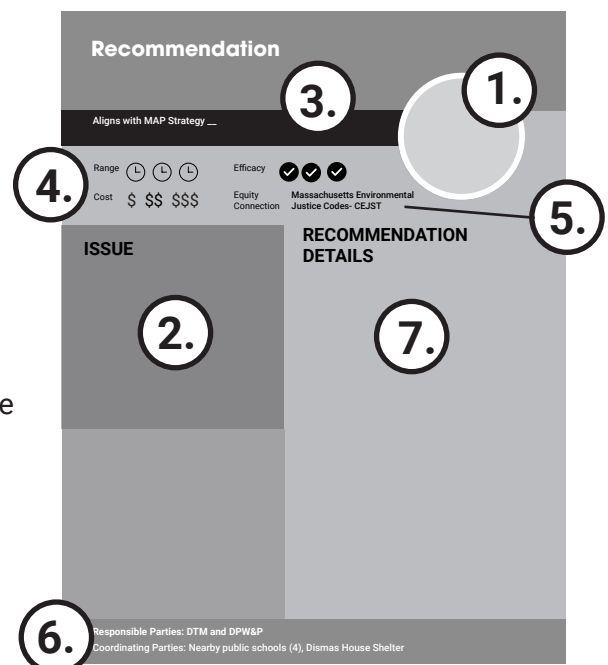 Recommendation
1.
3.
Aligns with MAP Strategy __
4.
Range
Efficacy
Cost $ $$ $$$
Equity
Connection
Massachusetts Environmental
Justice Codes- CEJST
5.
ISSUE
RECOMMENDATION
DETAILS
2.
7.
e
6.
Responsible Parties: DTM and DPW&P
Coordinating Parties: Nearby public schools (4), Dismas House Shelter